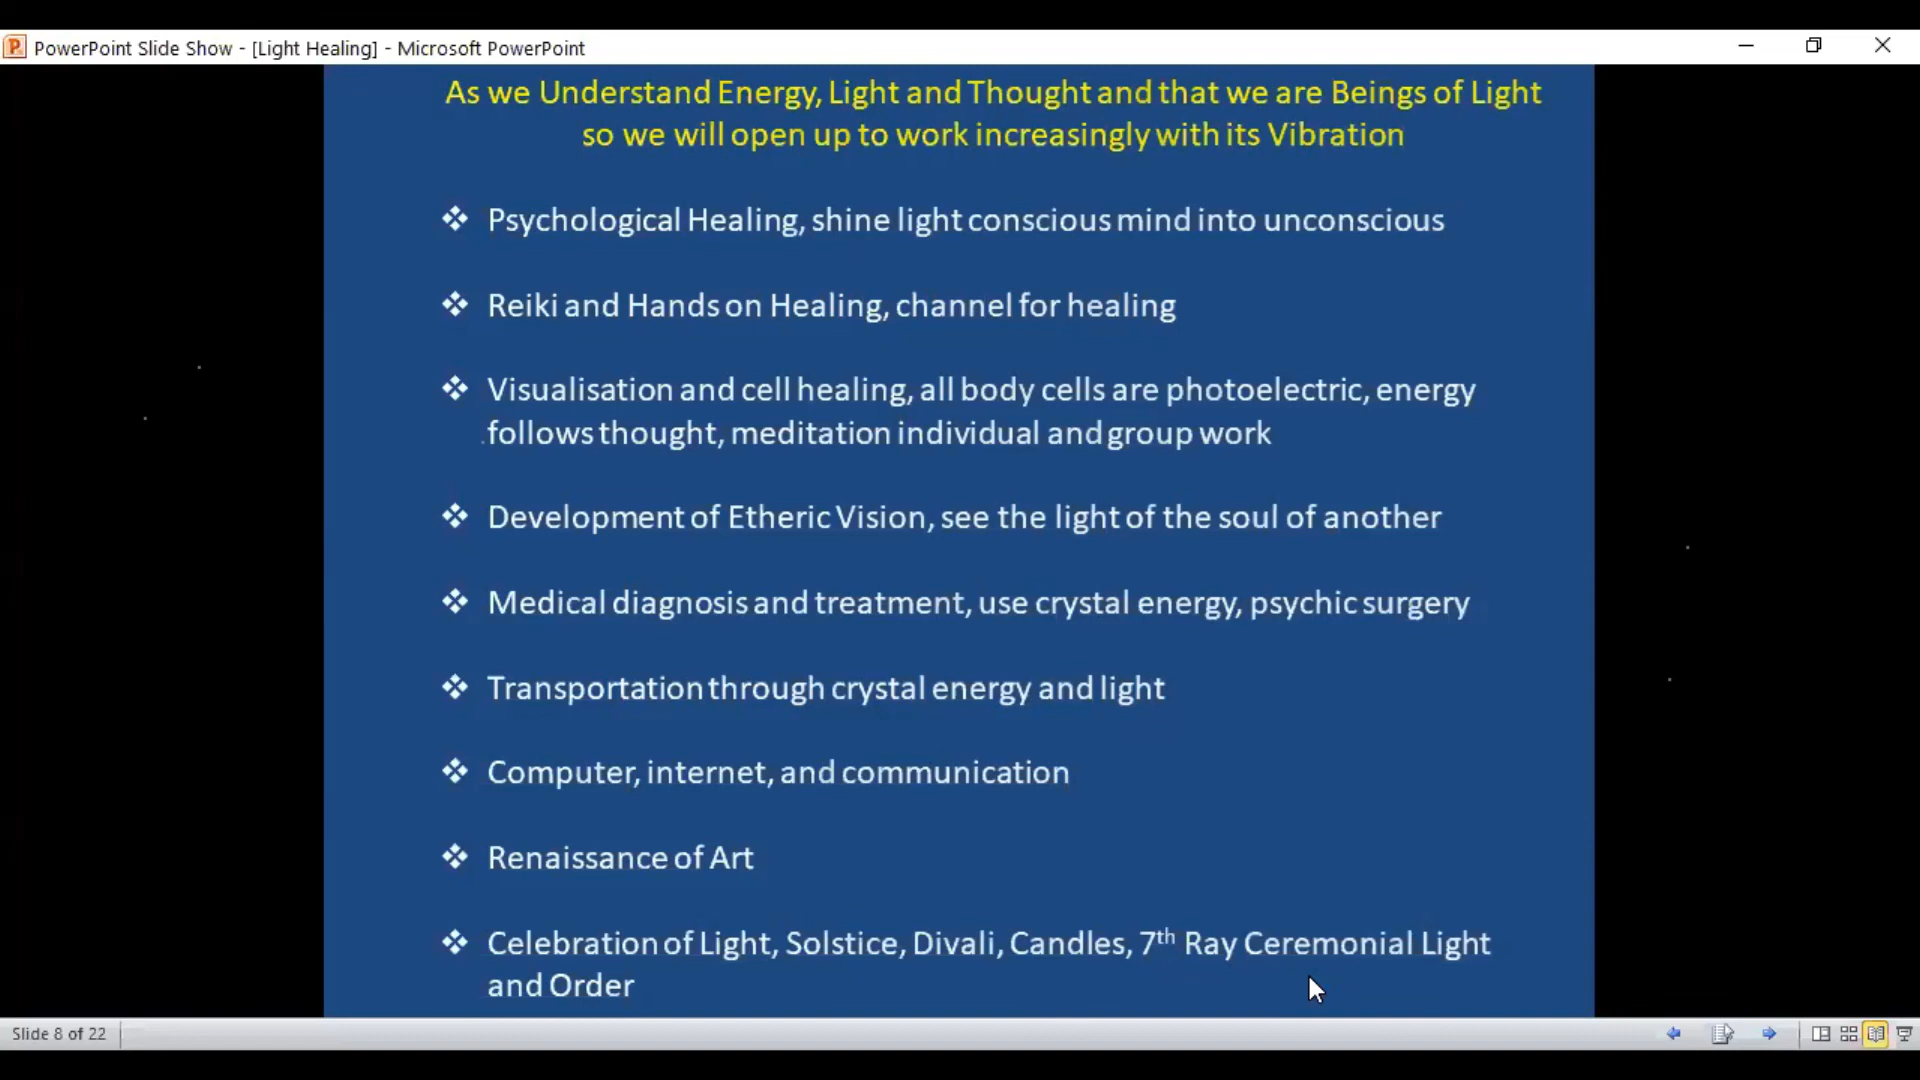 PowerPoint Slide Show - [Light Healing] - Microsoft PowerPoint
As we Understand Energy, Light and Thought and that we are Beings of Light
so we will open up to work increasingly with its Vibration
❖ Psychological Healing, shine light conscious mind into unconscious
❖ Reiki and Hands on Healing, channel for healing
❖ Visualisation and cell healing, all body cells are photoelectric, energy
.follows thought, meditation individual and group work
❖ Development of Etheric Vision, see the light of the soul of another
❖ Medical diagnosis and treatment, use crystal energy, psychic surgery
❖ Transportation through crystal energy and light
❖ Computer, internet, and communication
❖ Renaissance of Art
❖ Celebration of Light, Solstice, Divali, Candles, 7th Ray Ceremonial Light
and Order
Slide 8 of 22